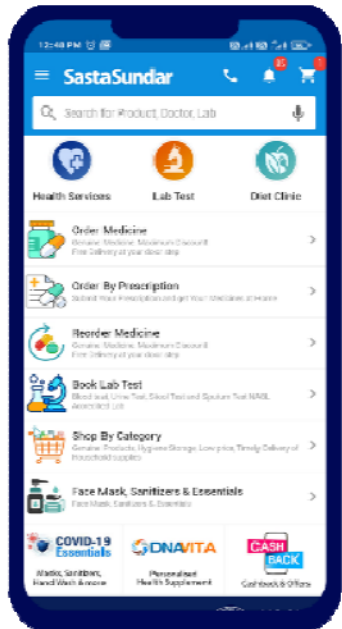 12:48 PM
SastaSundar
Search for Product, Doctor, Lab
Health Services
Lab Test
Diet Clinic
Order Medicine
Genuine Medicine, Maximum Discount
Free Delivery at your door step
Order By Prescription
Submit Your Prescription and get Your Medicines at Home
Reorder Medicine
Genuine Medicine, Maximum Discount
Free Delivery at your door step
Book Lab Test
Blood test, Urine Test, Stool Test and Sputum Test NABL
Accredited Lab
Shop By Category
Genuine Products, Hygiene Storage, Low price, Timely Delivery of
Household supplies
Face Mask, Sanitizers & Essentials
Face Mask, Sanitizers & Essentials
COVID-19
Essentials
Masks, Sanitizers,
Hand Wash & more
DNAVITA
Personalised
Health Supplement
CASH
BACK
Cashback & Offers